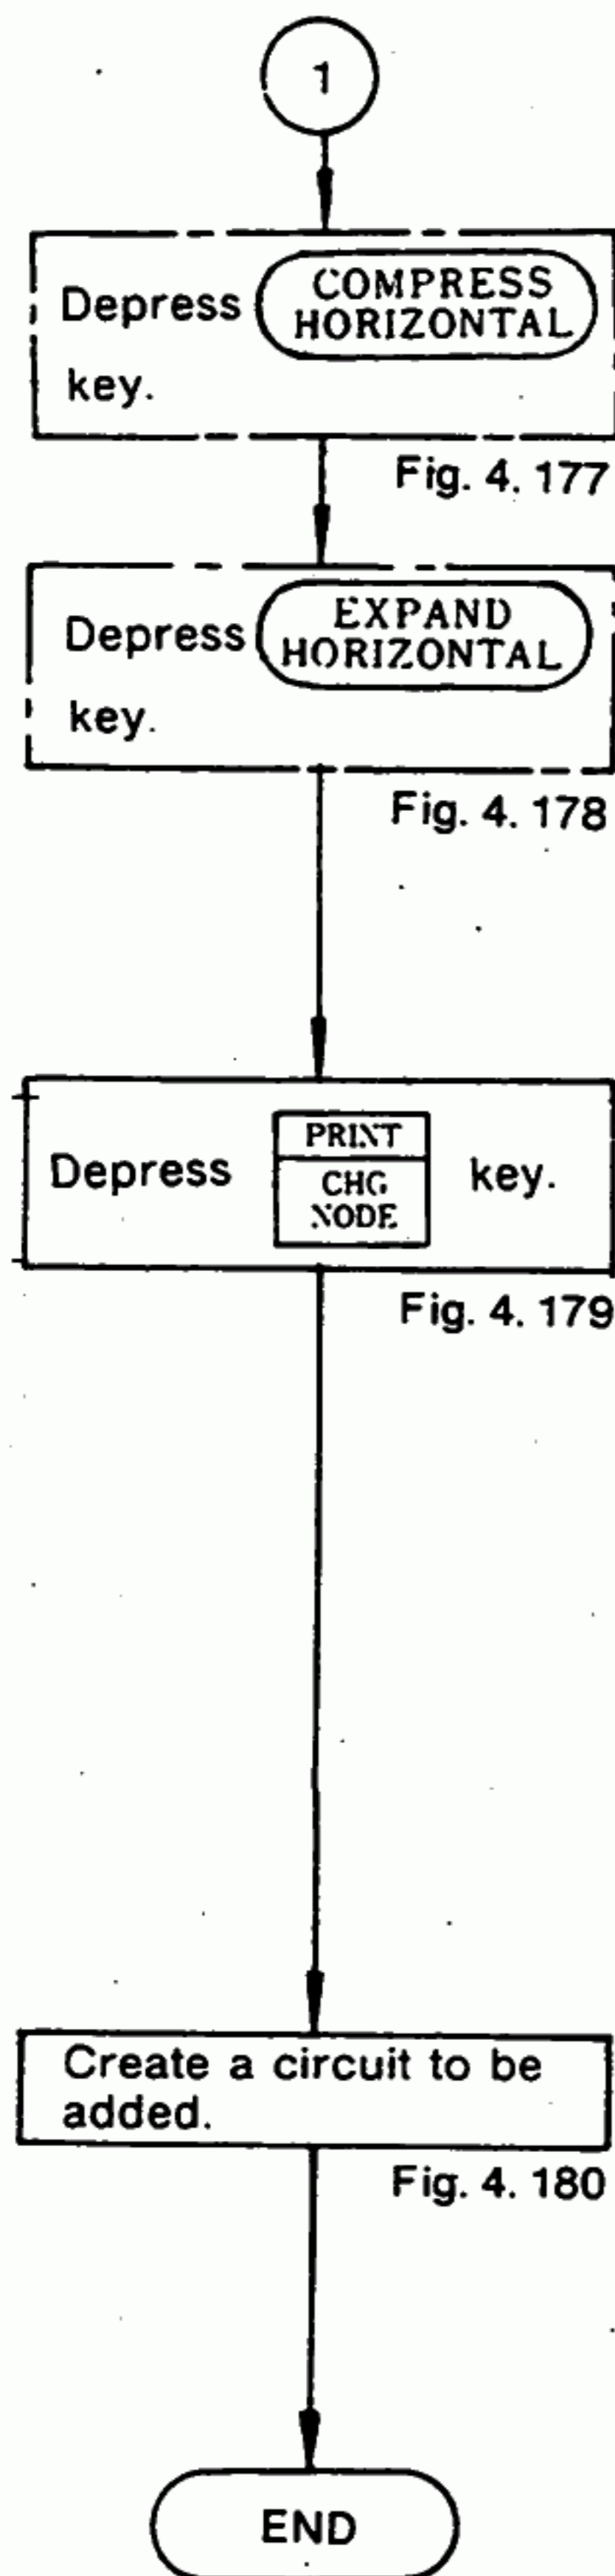 1
Depress COMPRESS HORIZONTAL
key.
Fig. 4. 177
Depress EXPAND HORIZONTAL
key.
Fig. 4. 178
Depress PRINT CHG NODE key.
Fig. 4. 179
Create a circuit to be
added.
Fig. 4. 180
END